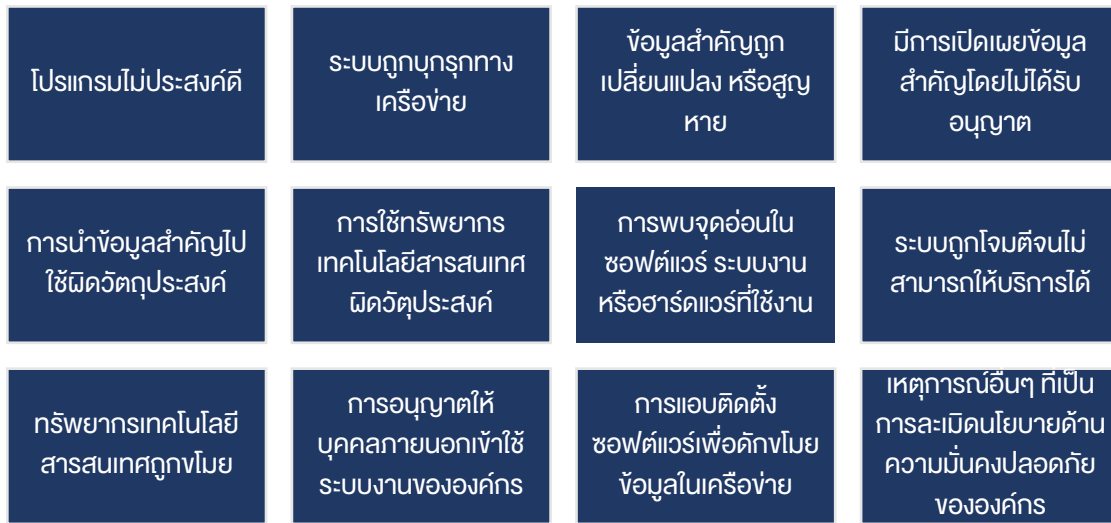 โปรแกรมไม่ประสงค์ดี
ระบบถูกบุกรุกทาง
เครือข่าย
ข้อมูลสำคัญถูก
เปลี่ยนแปลง หรือสูญ
หาย
มีการเปิดเผยข้อมูล
สำคัญโดยไม่ได้รับ
อนุญาต
การนำข้อมูลสำคัญไป
ใช้ผิดวัตถุประสงค์
การใช้ทรัพยากร
เทคโนโลยีสารสนเทศ
ผิดวัตุประสงค์
การพบจุดอ่อนใน
ซอฟต์แวร์ ระบบงาน
หรือฮาร์ดแวร์ที่ใช้งาน
ระบบถูกโจมตีจนไม่
สามารถให้บริการได้
ทรัพยากรเทคโนโลยี
สารสนเทศถูกขโมย
การอนุญาตให้
บุคคลภายนอกเข้าใช้
ระบบงานขององค์กร
การแอบติดตั้ง
ซอฟต์แวร์เพื่อดักขโมย
ข้อมูลในเครือข่าย
เหตุการณ์อื่นๆ ที่เป็น
การละเมิดนโยบายด้าน
ความมั่นคงปลอดภัย
ขององค์กร